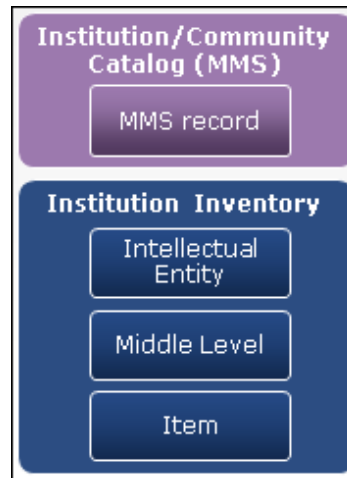 Institution/Community
Catalog (MMS)
MMS record
Institution Inventory
Intellectual
Entity
Middle Level
Item